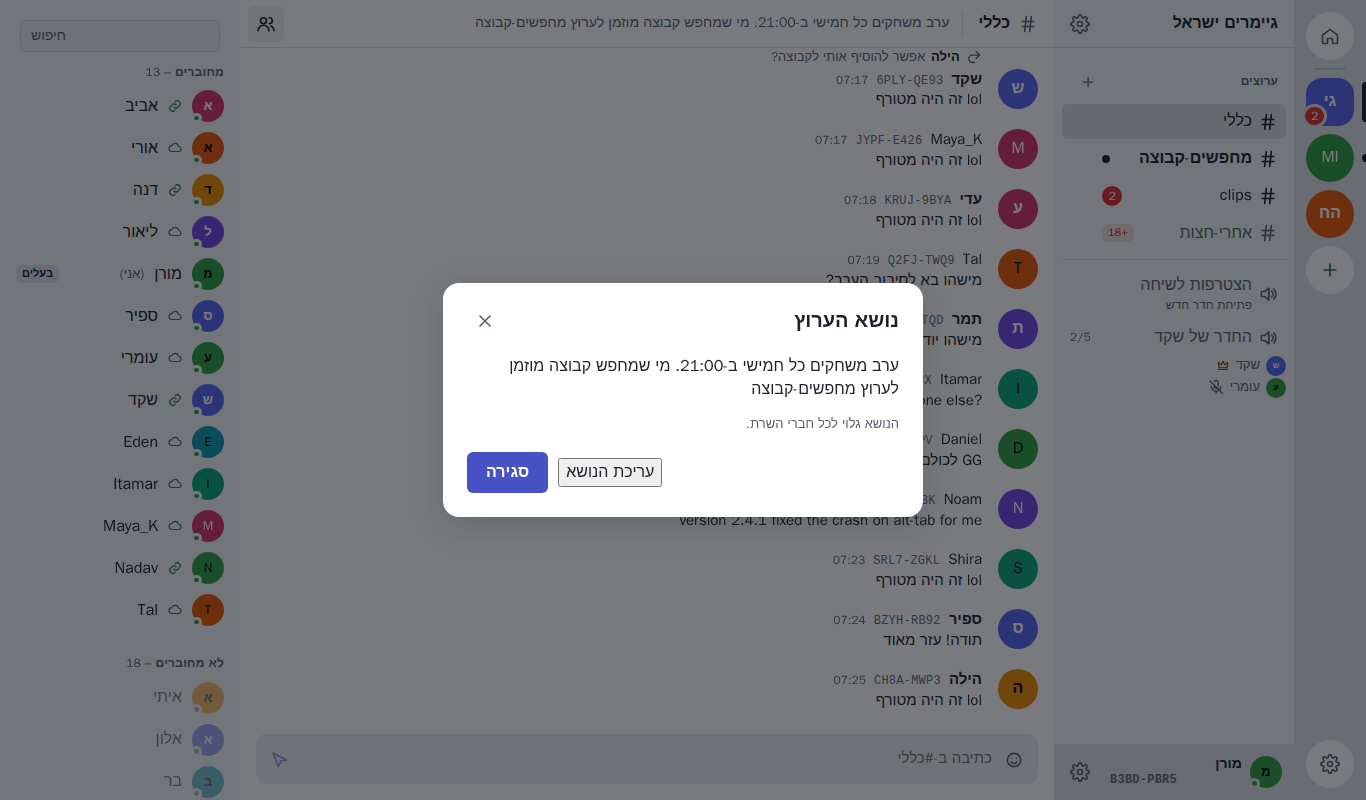 גיימרים ישראל
ערוצים
כללי
מחפשים-קבוצה
clips
2
אחרי-חצות
18+
הצטרפות לשיחה
פתיחת חדר חדש
החדר של שקד
2/5
ש
שקד
ע
עומרי
מ
מורן
B3BD-PBR5
גי
2
MI
הח
כללי
ערב משחקים כל חמישי ב-21:00. מי שמחפש קבוצה מוזמן לערוץ מחפשים-קבוצה
הילה אפשר להוסיף אותי לקבוצה?
ש
שקד 6PLY-QE93 07:17
lol זה היה מטורף
M
Maya_K JYPF-E426 07:17
lol זה היה מטורף
ע
עדי KRUJ-9BYA 07:18
lol זה היה מטורף
T
Tal Q2FJ-TWQ9 07:19
מישהו בא לסיבוב הערב?
ת
תמר
מישהו
I
Itamar
else?
D
Daniel
GG לכולם
N
Noam
version 2.4.1 fixed the crash on alt-tab for me
S
Shira SRL7-ZGKL 07:23
lol זה היה מטורף
ס
ספיר BZYH-RB92 07:24
תודה! עזר מאוד
ה
הילה CH8A-MWP3 07:25
lol זה היה מטורף
כתיבה ב-#כללי
נושא הערוץ
ערב משחקים כל חמישי ב-21:00. מי שמחפש קבוצה מוזמן
לערוץ מחפשים-קבוצה
הנושא גלוי לכל חברי השרת.
עריכת הנושא
סגירה
חיפוש
מחוברים – 13
א
אביב
א
אורי
ד
דנה
ל
ליאור
מ
מורן (אני)
בעלים
ס
ספיר
ע
עומרי
ש
שקד
E
Eden
I
Itamar
M
Maya_K
N
Nadav
T
Tal
לא מחוברים – 18
א
איתי
א
אלון
ב
בר